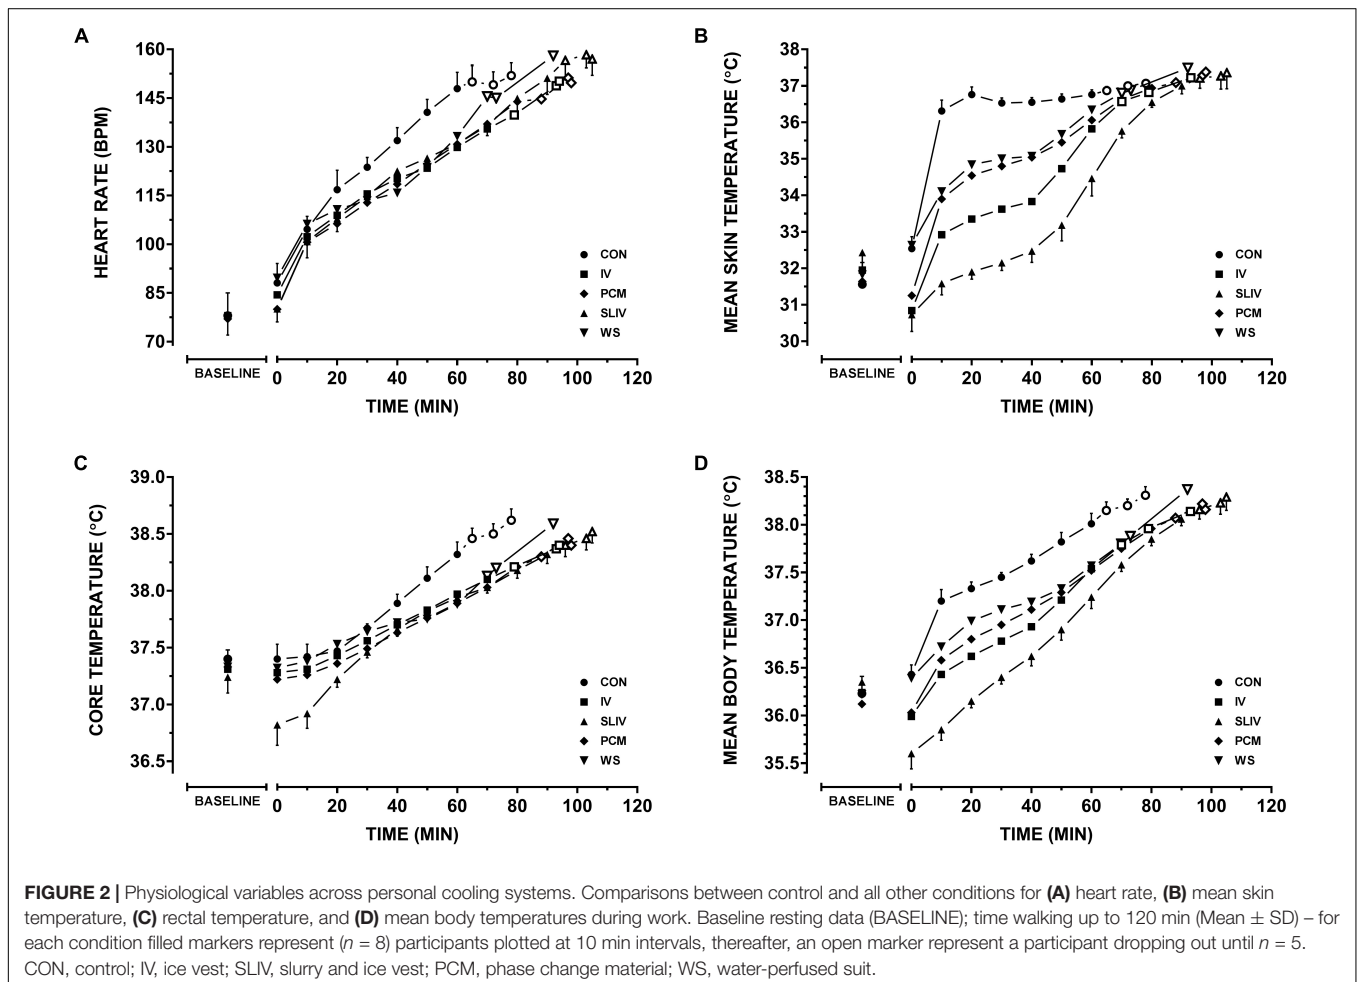 A
160
145
130
115
100
85
70
HEART RATE (BPM)
CON
IV
PCM
SLIV
WS
BASELINE
0 20 40 60 80 100 120
TIME (MIN)
B
38
37
36
35
34
33
32
31
30
MEAN SKIN TEMPERATURE (°C)
CON
IV
SLIV
PCM
WS
BASELINE
0 20 40 60 80 100 120
TIME (MIN)
C
39.0
38.5
38.0
37.5
37.0
36.5
CORE TEMPERATURE (°C)
CON
IV
SLIV
PCM
WS
BASELINE
0 20 40 60 80 100 120
TIME (MIN)
D
38.5
38.0
37.5
37.0
36.5
36.0
35.5
MEAN BODY TEMPERATURE (°C)
CON
IV
SLIV
PCM
WS
BASELINE
0 20 40 60 80 100 120
TIME (MIN)
FIGURE 2 | Physiological variables across personal cooling systems. Comparisons between control and all other conditions for (A) heart rate, (B) mean skin
temperature, (C) rectal temperature, and (D) mean body temperatures during work. Baseline resting data (BASELINE); time walking up to 120 min (Mean ± SD) – for
each condition filled markers represent (n = 8) participants plotted at 10 min intervals, thereafter, an open marker represent a participant dropping out until n = 5.
CON, control; IV, ice vest; SLIV, slurry and ice vest; PCM, phase change material; WS, water-perfused suit.